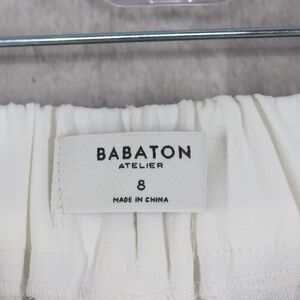 BABATON
ATELIER
8
MADE IN CHINA